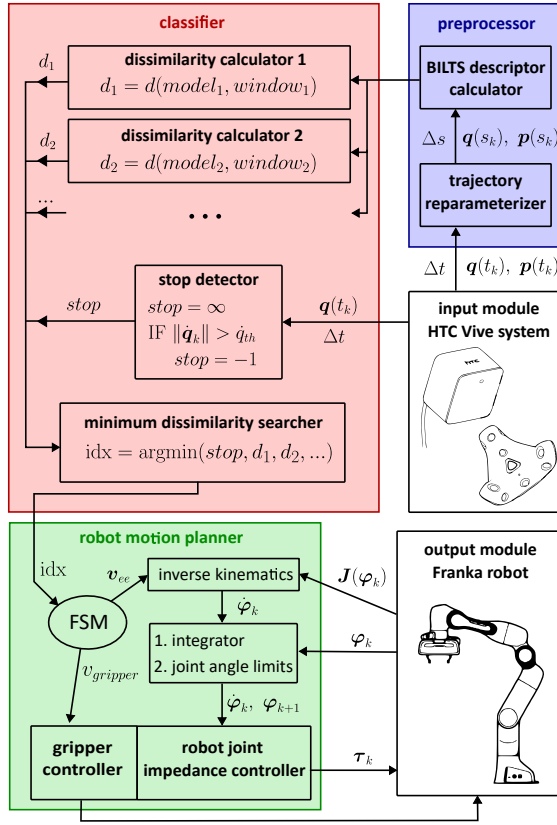 classifier
dissimilarity calculator 1
d₁ = d(model₁, window₁)
d₁
dissimilarity calculator 2
d₂ = d(model₂, window₂)
d₂
...
...
stop detector
stop = ∞
IF ‖q̇ₖ‖ > q̇ₜₕ
stop = −1
stop
minimum dissimilarity searcher
idx = argmin(stop, d₁, d₂, ...)
preprocessor
BILTS descriptor
calculator
Δs q(sₖ), p(sₖ)
trajectory
reparameterizer
Δt q(tₖ), p(tₖ)
q(tₖ)
Δt
input module
HTC Vive system
hTC
robot motion planner
idx
FSM
vₑₑ
inverse kinematics
J(φₖ)
φ̇ₖ
1. integrator
2. joint angle limits
φₖ
v_gripper
φ̇ₖ, φₖ₊₁
gripper
controller
robot joint
impedance controller
τₖ
output module
Franka robot